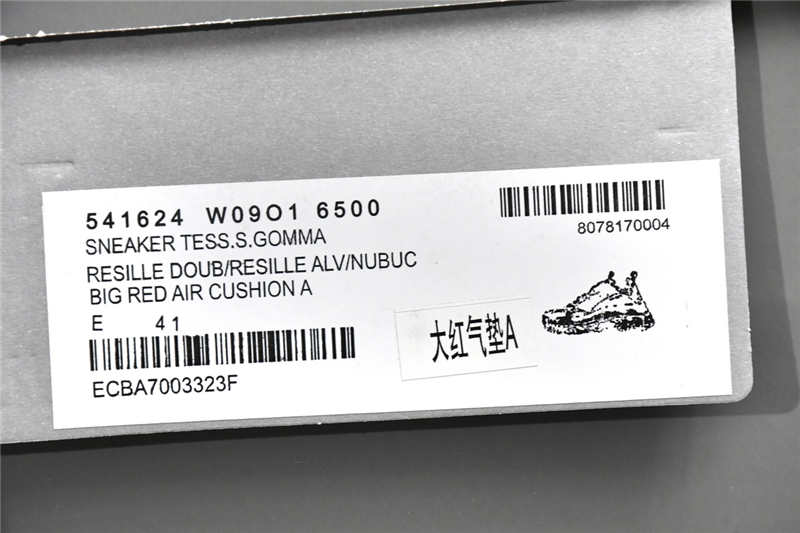 541624 W09O1 6500
8078170004
SNEAKER TESS.S.GOMMA
RESILLE DOUB/RESILLE ALV/NUBUC
BIG RED AIR CUSHION A
E 41
大红气垫A
ECBA7003323F